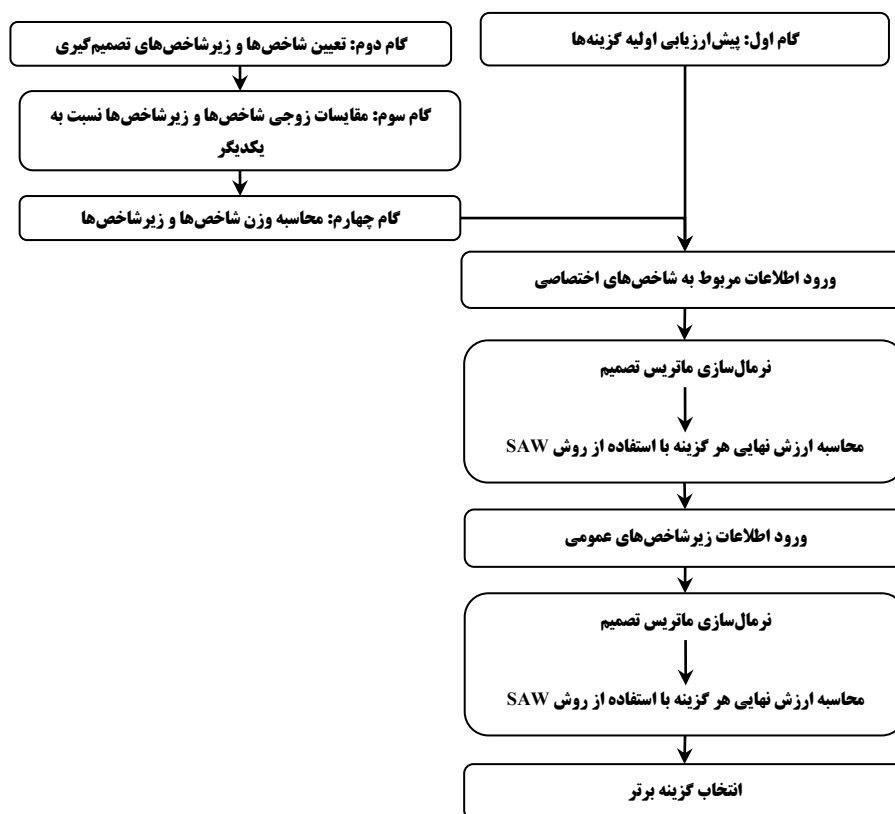 گام اول: پیش‌ارزیابی اولیه گزینه‌ها
گام دوم: تعیین شاخص‌ها و زیرشاخص‌های تصمیم‌گیری
گام سوم: مقایسات زوجی شاخص‌ها و زیرشاخص‌ها نسبت به
یکدیگر
گام چهارم: محاسبه وزن شاخص‌ها و زیرشاخص‌ها
ورود اطلاعات مربوط به شاخص‌های اختصاصی
نرمال‌سازی ماتریس تصمیم
محاسبه ارزش نهایی هر گزینه با استفاده از روش SAW
ورود اطلاعات زیرشاخص‌های عمومی
نرمال‌سازی ماتریس تصمیم
محاسبه ارزش نهایی هر گزینه با استفاده از روش SAW
انتخاب گزینه برتر